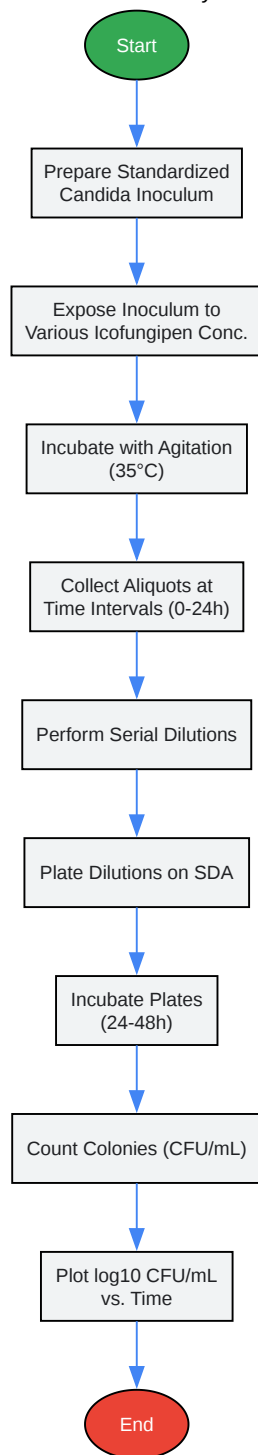 Start
Prepare Standardized
Candida Inoculum
Expose Inoculum to
Various Icofungipen Conc.
Incubate with Agitation
(35°C)
Collect Aliquots at
Time Intervals (0-24h)
Perform Serial Dilutions
Plate Dilutions on SDA
Incubate Plates
(24-48h)
Count Colonies (CFU/mL)
Plot log10 CFU/mL
vs. Time
End